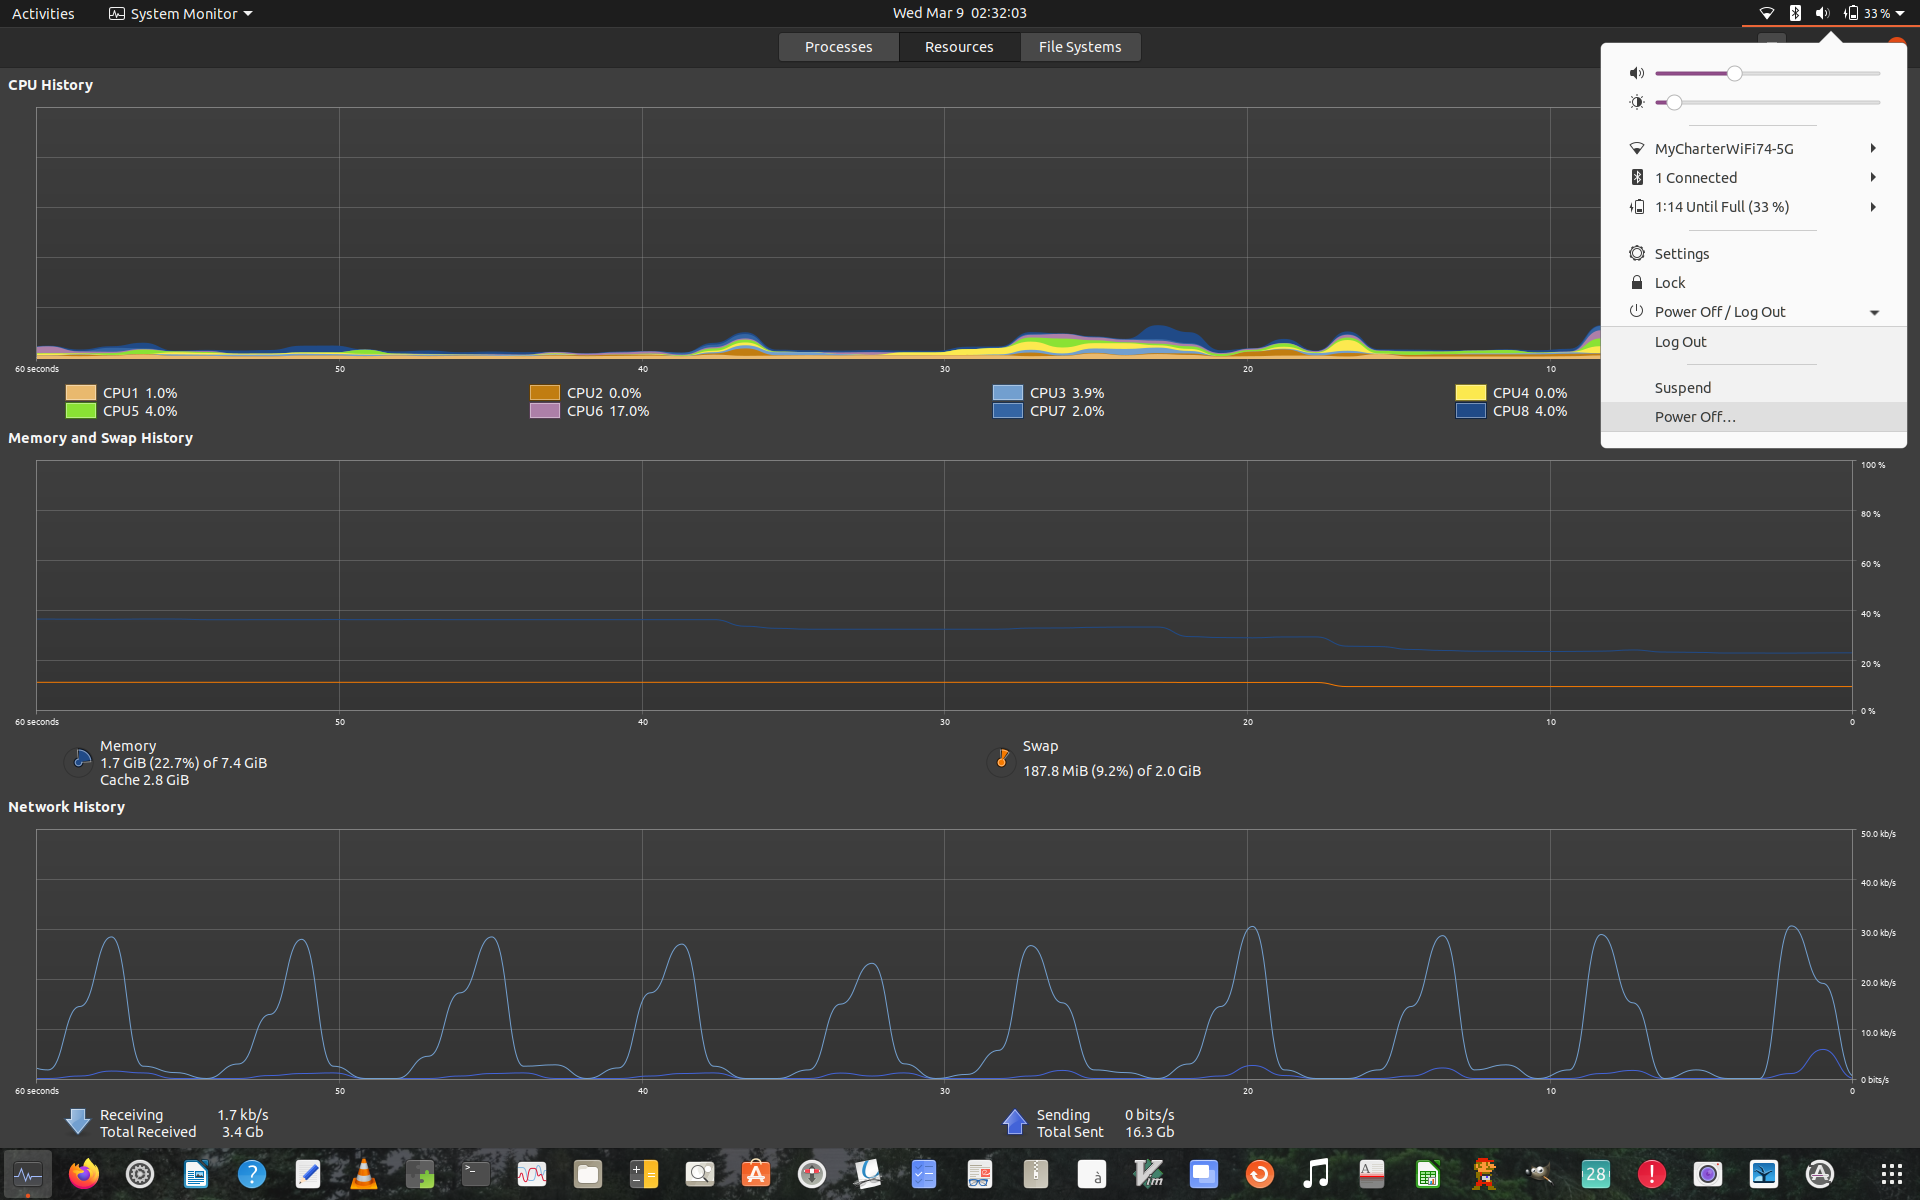 Activities System Monitor Wed Mar 9 02:32:03 33 %
Processes Resources File Systems
CPU History
60 seconds 50 40 30 20 10
CPU1 1.0% CPU2 0.0% CPU3 3.9% CPU4 0.0%
CPU5 4.0% CPU6 17.0% CPU7 2.0% CPU8 4.0%
MyCharterWiFi74-5G
1 Connected
1:14 Until Full (33 %)
Settings
Lock
Power Off / Log Out
Log Out
Suspend
Power Off…
Memory and Swap History
100 %
80 %
60 %
40 %
20 %
0 %
60 seconds 50 40 30 20 10 0
Memory
1.7 GiB (22.7%) of 7.4 GiB
Cache 2.8 GiB
Swap
187.8 MiB (9.2%) of 2.0 GiB
Network History
50.0 kb/s
40.0 kb/s
30.0 kb/s
20.0 kb/s
10.0 kb/s
0 bits/s
60 seconds 50 40 30 20 10 0
Receiving 1.7 kb/s
Total Received 3.4 Gb
Sending 0 bits/s
Total Sent 16.3 Gb
? >_ à Vim A 28 !